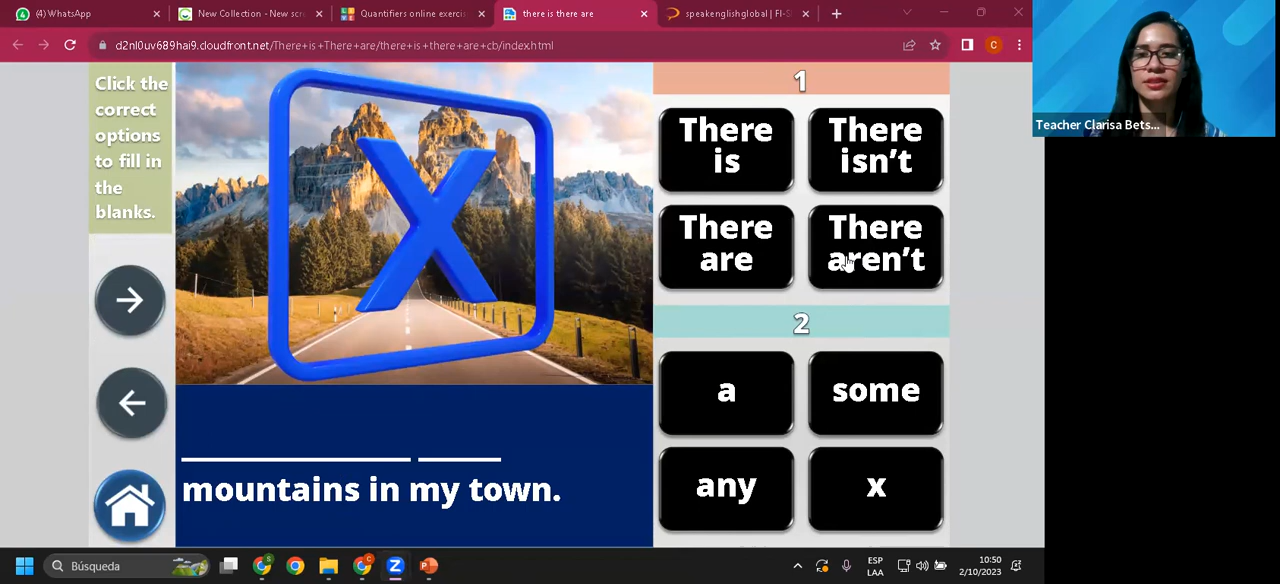 (4) WhatsApp
New Collection - New scr
Quantifiers online exerci
there is there are
speakenglishglobal | FI-S
d2nl0uv689hai9.cloudfront.net/There+is+There+are/there+is+there+are+cb/index.html
C
Click the
correct
options
to fill in
the
blanks.
X
mountains in my town.
1
There
is
There
isn't
There
are
There
aren't
2
a
some
any
x
Teacher Clarisa Bets...
Búsqueda
ESP
LAA
10:50
2/10/2023